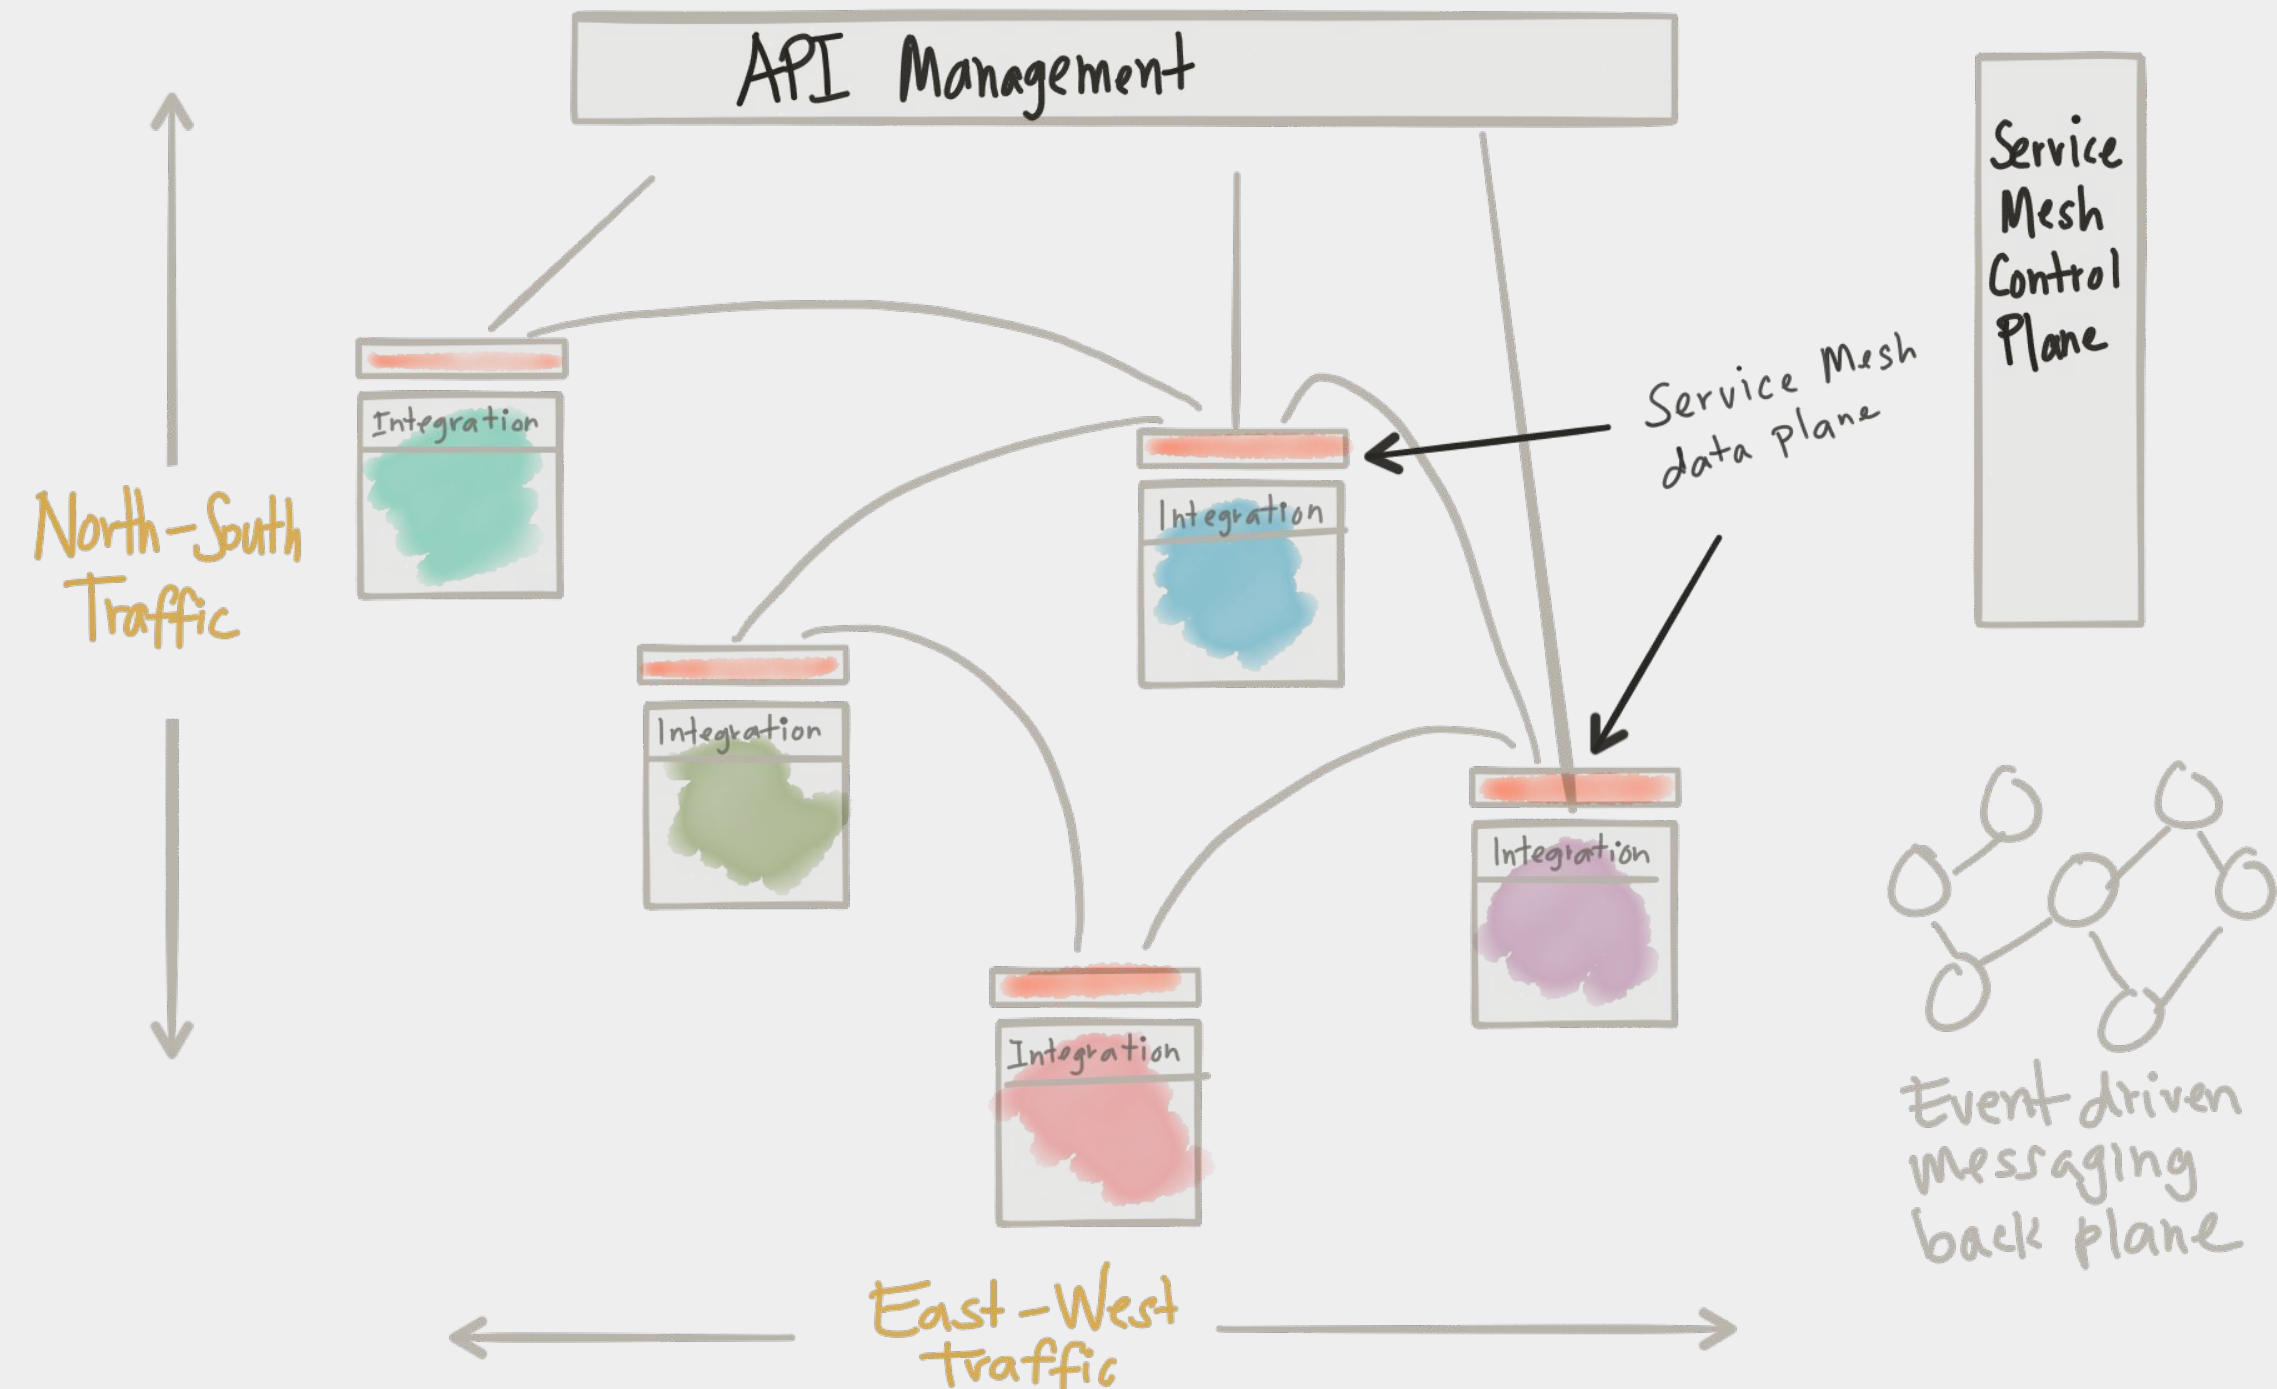 API Management
Service
Mesh
Control
Plane
Service Mesh
data plane
Integration
Integration
North-South
Traffic
Integration
Integration
Integration
Event driven
messaging
back plane
East-West
Traffic